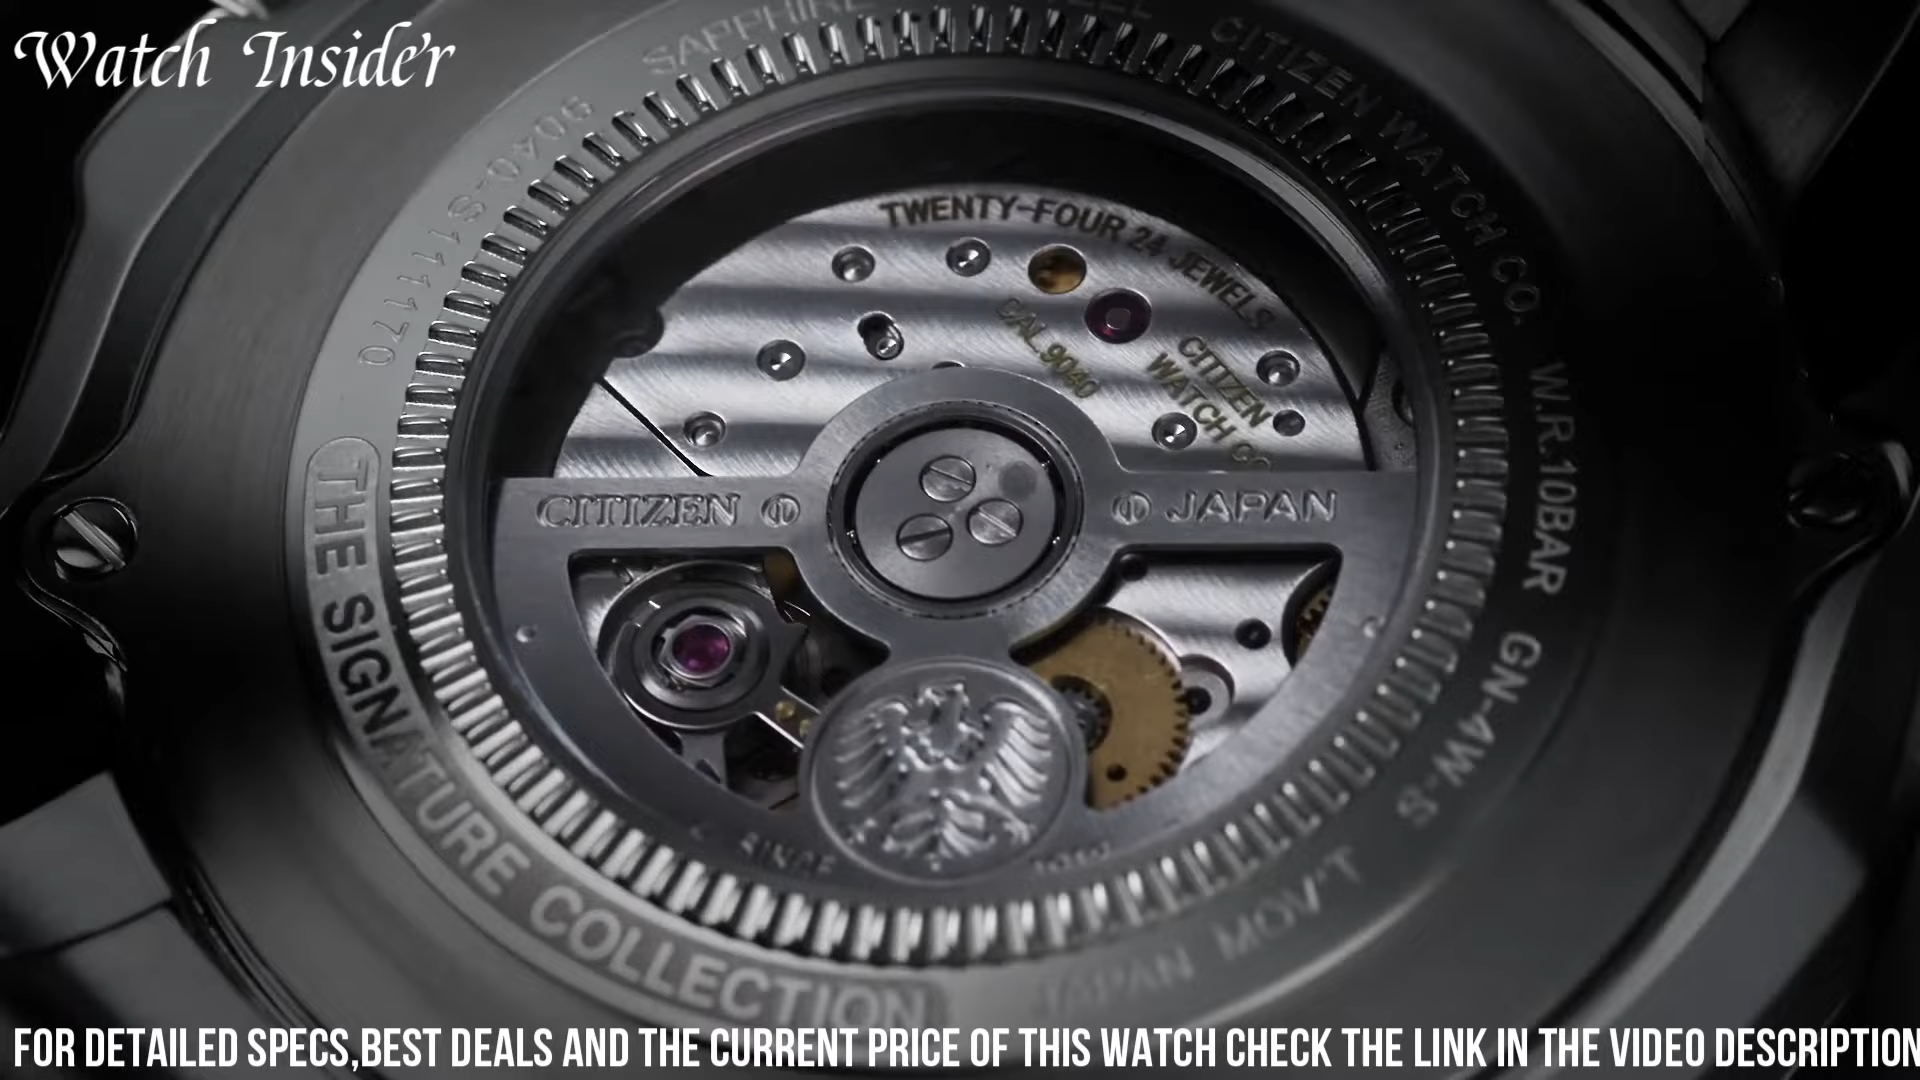 Watch Insider
SAPPHIRE
CITIZEN WATCH CO.
W.R.10BAR
GN-4W-S
JAPAN MOV'T
9040-S111170
THE SIGNATURE COLLECTION
TWENTY-FOUR 24 JEWELS
CAL.9040
CITIZEN
WATCH CO
CITIZEN
JAPAN
SINCE
FOR DETAILED SPECS,BEST DEALS AND THE CURRENT PRICE OF THIS WATCH CHECK THE LINK IN THE VIDEO DESCRIPTION